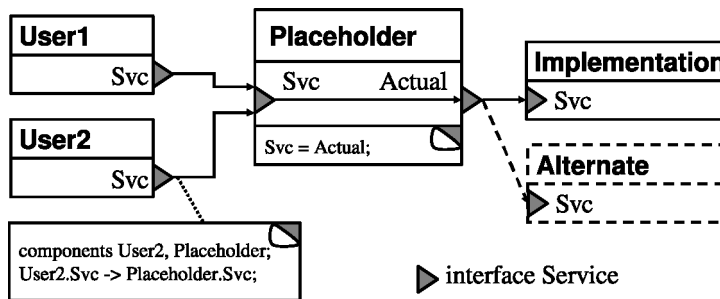 User1
Svc
User2
Svc
components User2, Placeholder;
User2.Svc -> Placeholder.Svc;
Placeholder
Svc Actual
Svc = Actual;
Implementation
Svc
Alternate
Svc
interface Service